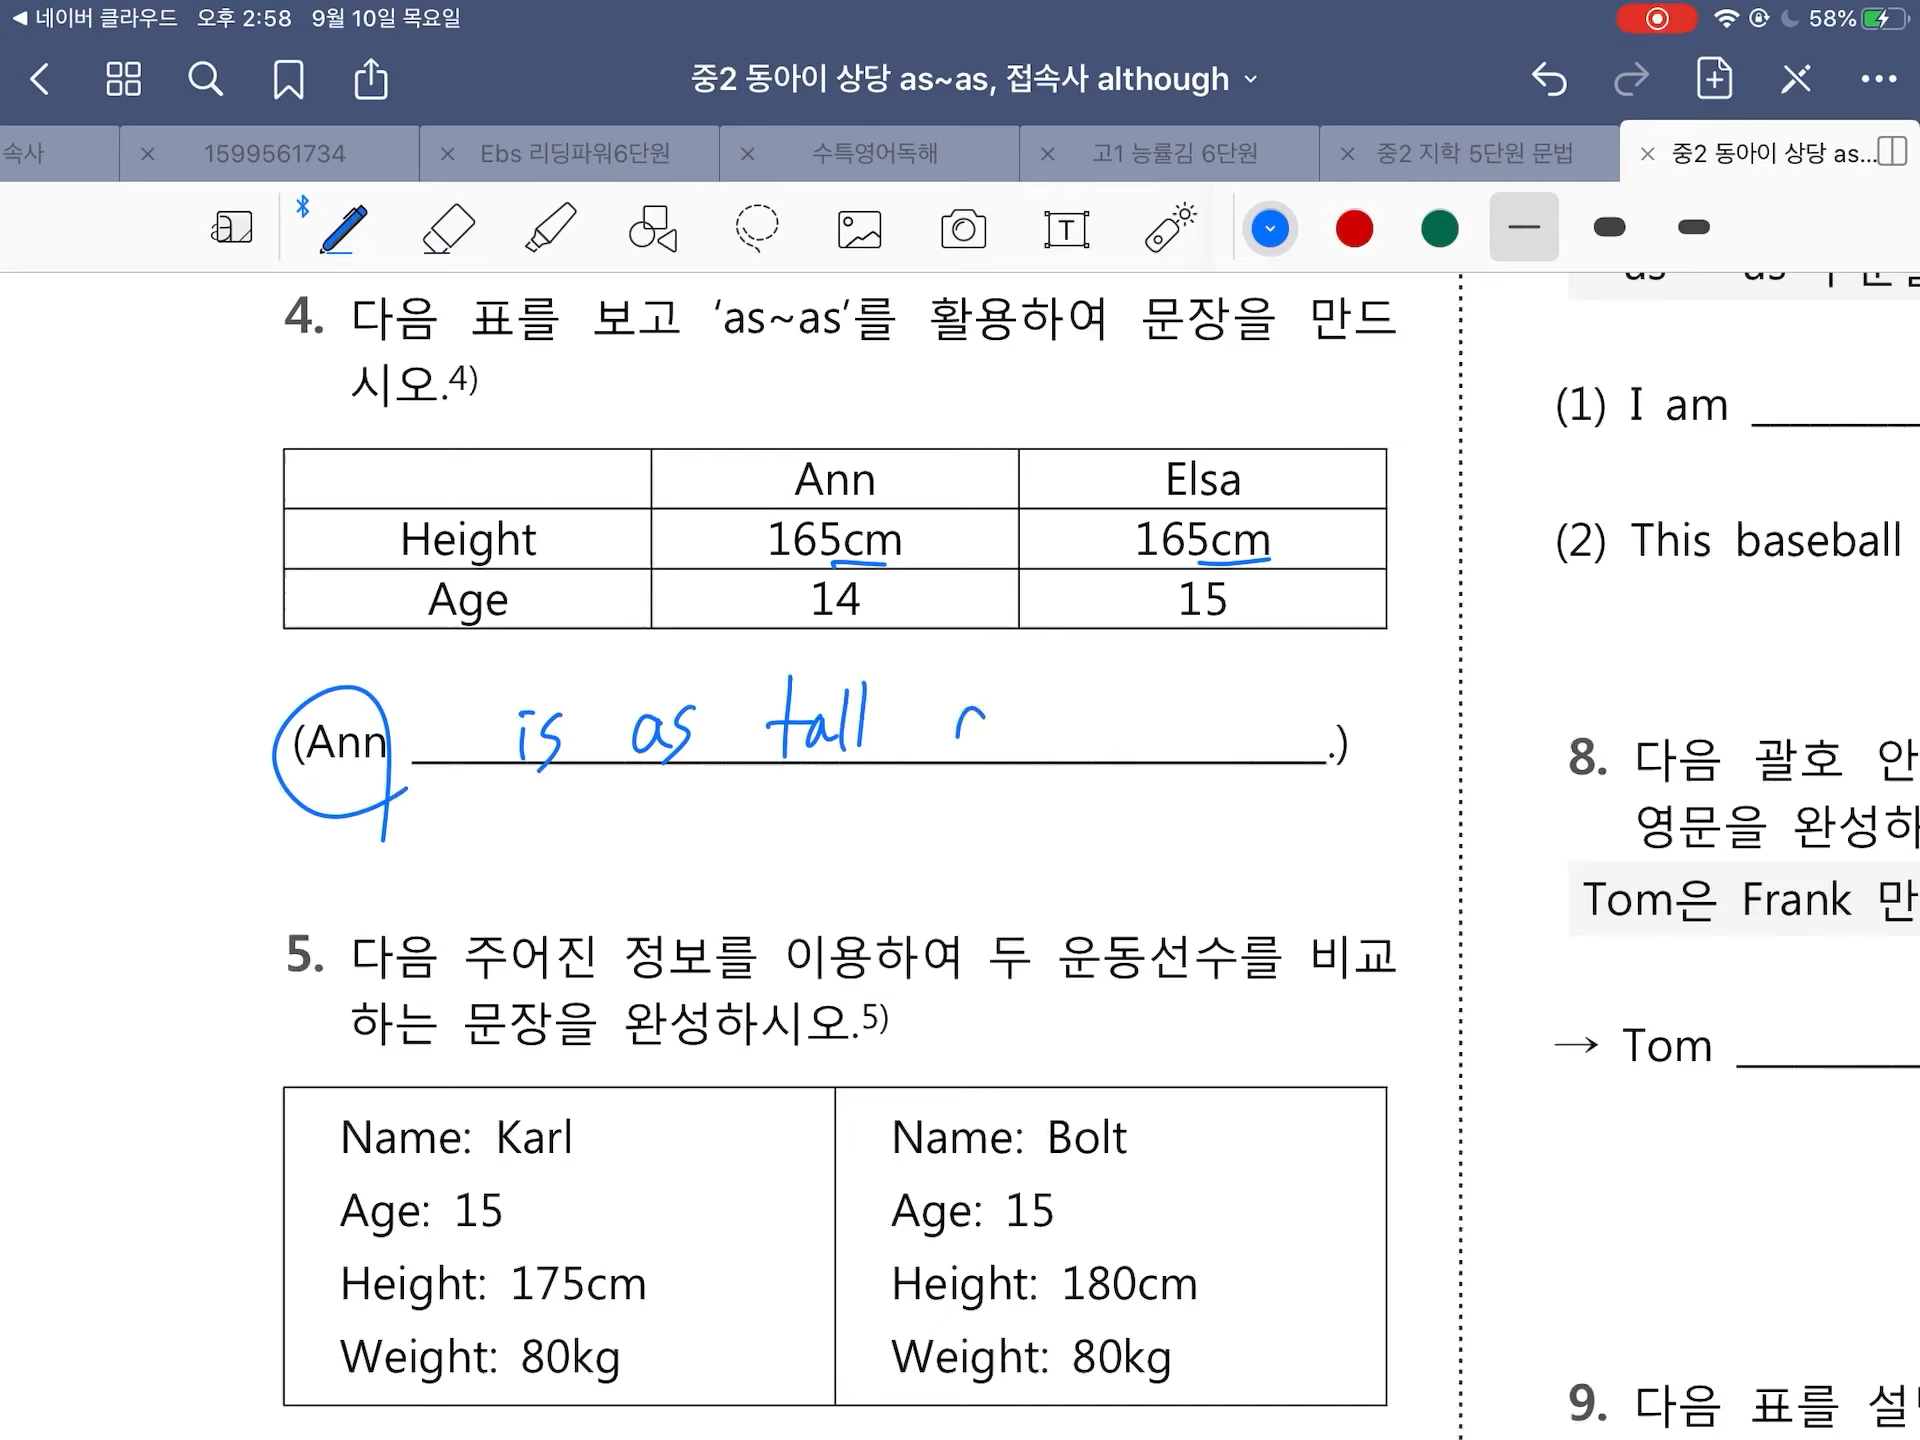 ◀ 네이버 클라우드 오후 2:58 9월 10일 목요일 58%
중2 동아이 상당 as~as, 접속사 although
속사 1599561734 Ebs 리딩파워6단원 수특영어독해 고1 능률김 6단원 중2 지학 5단원 문법 중2 동아이 상당 as...
4. 다음 표를 보고 ‘as~as’를 활용하여 문장을 만드
시오.4)
Ann Elsa
Height 165cm 165cm
Age 14 15
(Ann is as tall .)
5. 다음 주어진 정보를 이용하여 두 운동선수를 비교
하는 문장을 완성하시오.5)
Name: Karl
Age: 15
Height: 175cm
Weight: 80kg
Name: Bolt
Age: 15
Height: 180cm
Weight: 80kg
(1) I am
(2) This baseball
8. 다음 괄호 안
영문을 완성하
Tom은 Frank 만
→ Tom
9. 다음 표를 설